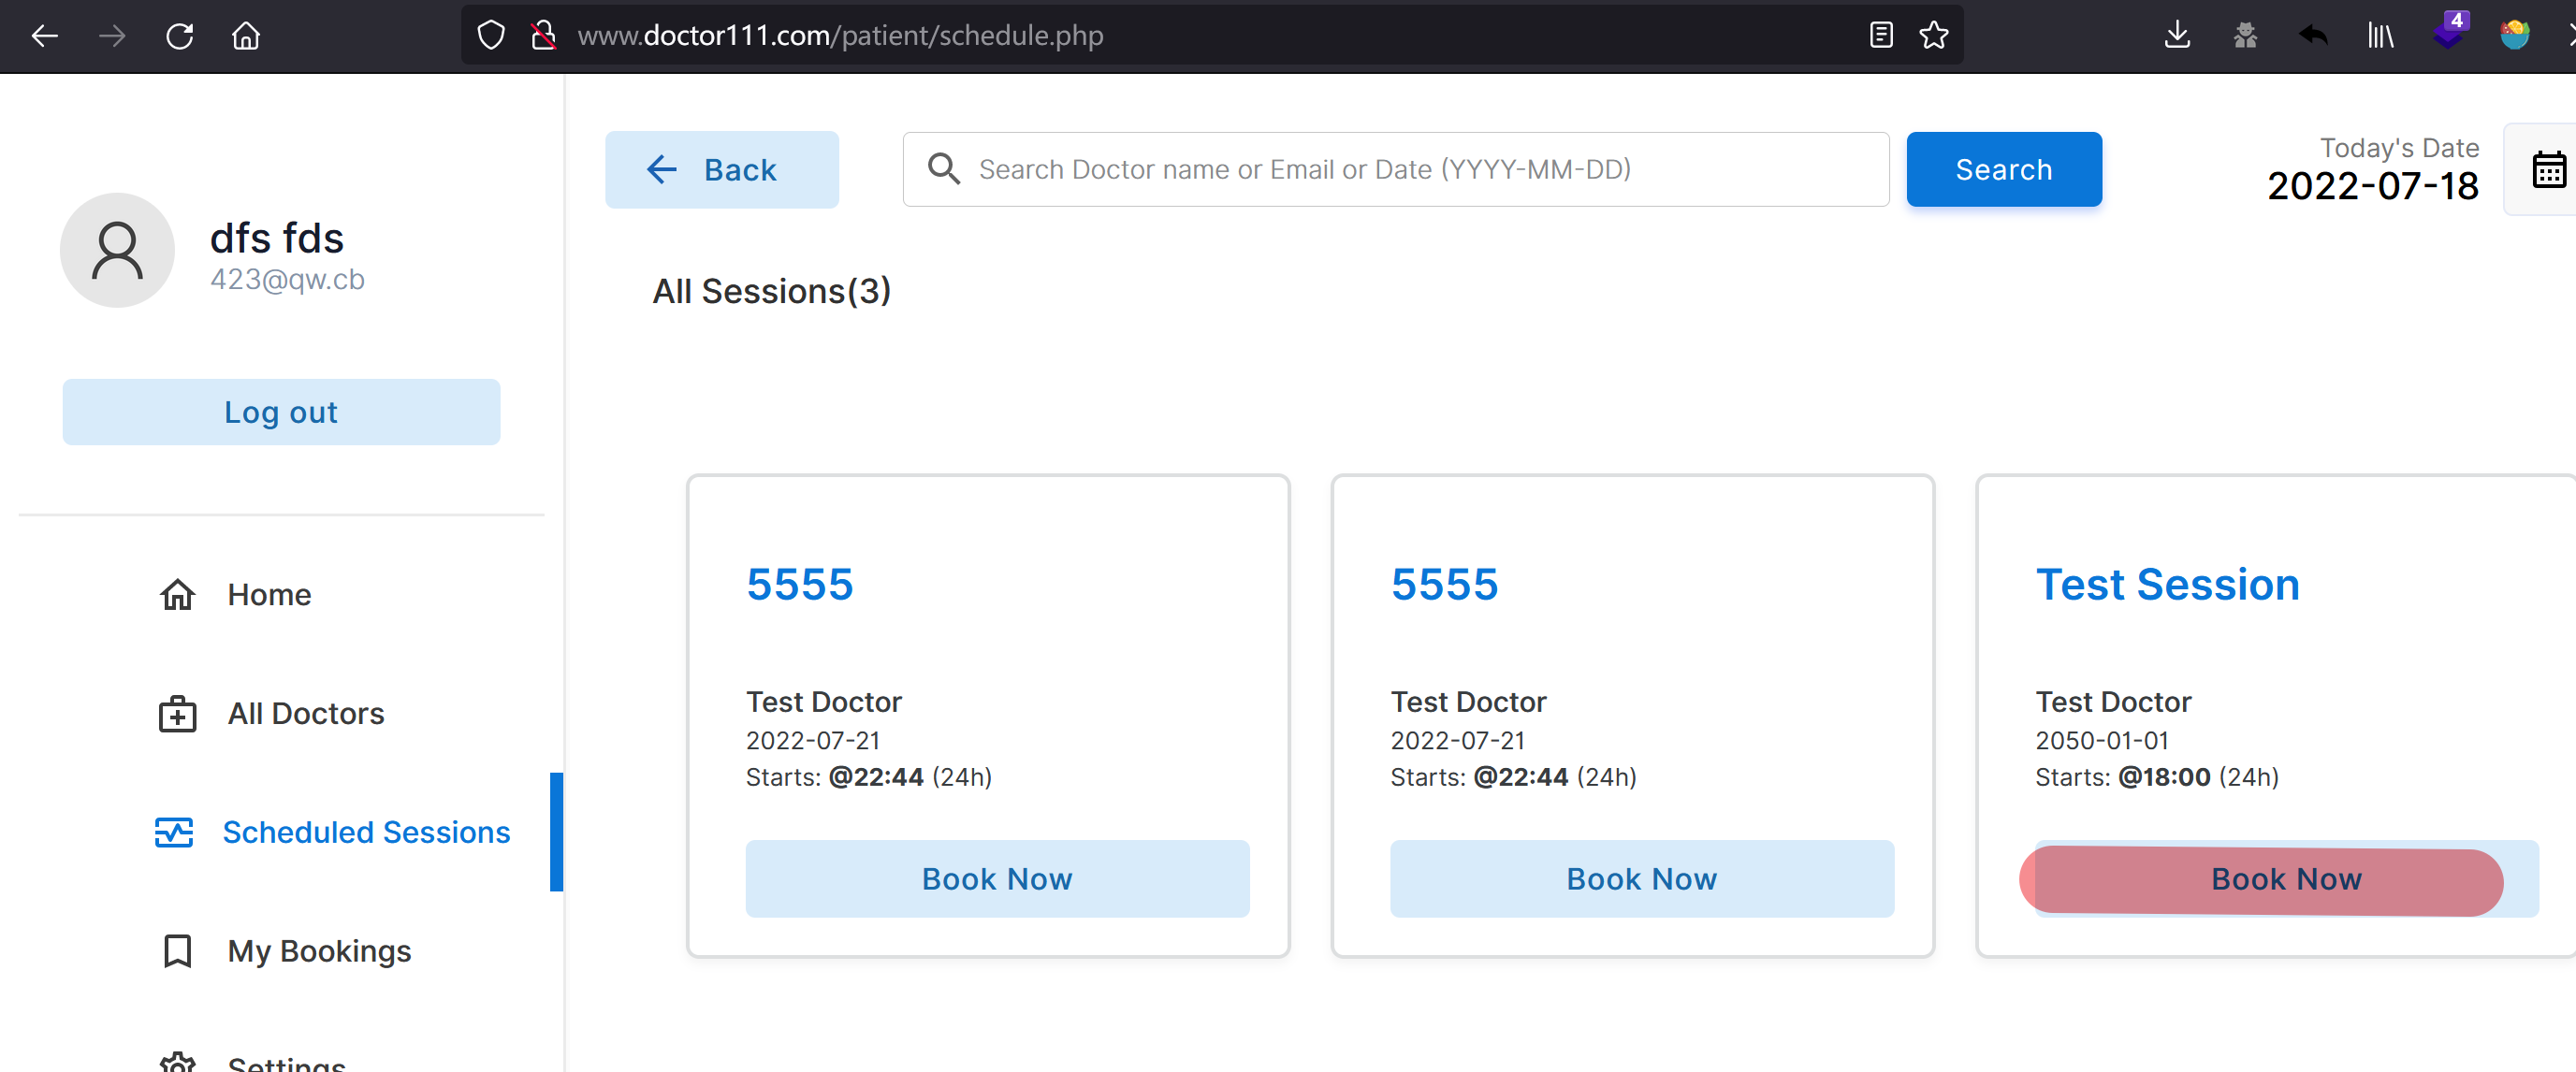 www.doctor111.com/patient/schedule.php
4
dfs fds
423@qw.cb
Log out
Home
All Doctors
Scheduled Sessions
My Bookings
Settings
Back
Search Doctor name or Email or Date (YYYY-MM-DD)
Search
Today's Date
2022-07-18
All Sessions(3)
5555
Test Doctor
2022-07-21
Starts: @22:44 (24h)
Book Now
5555
Test Doctor
2022-07-21
Starts: @22:44 (24h)
Book Now
Test Session
Test Doctor
2050-01-01
Starts: @18:00 (24h)
Book Now